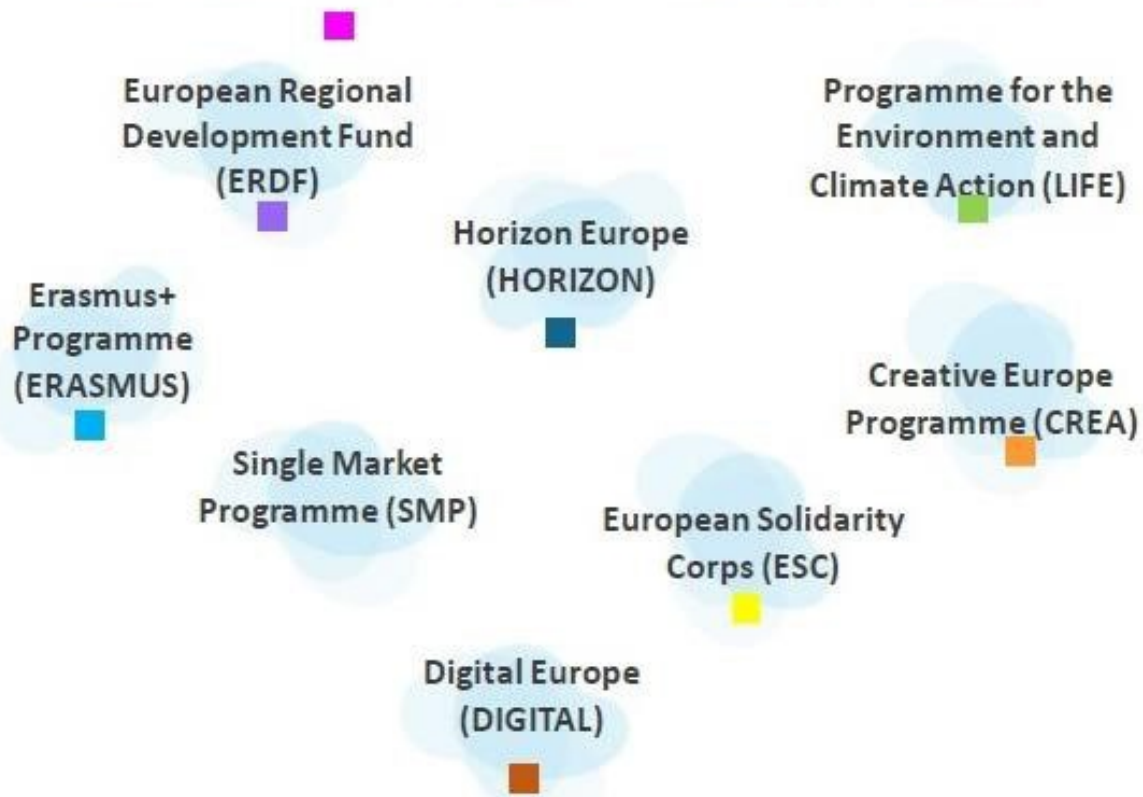 European Regional
Development Fund
(ERDF)
Programme for the
Environment and
Climate Action (LIFE)
Horizon Europe
(HORIZON)
Erasmus+
Programme
(ERASMUS)
Creative Europe
Programme (CREA)
Single Market
Programme (SMP)
European Solidarity
Corps (ESC)
Digital Europe
(DIGITAL)